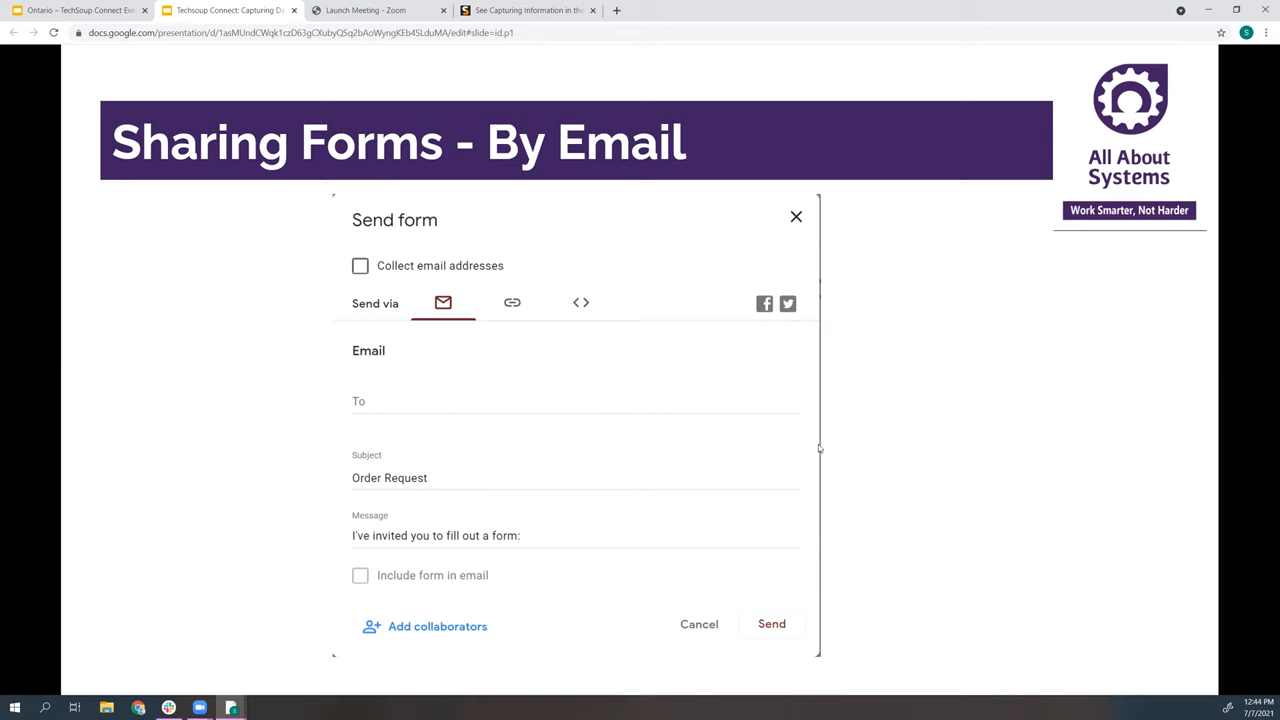 Ontario – TechSoup Connect Eve
Techsoup Connect: Capturing Da
Launch Meeting - Zoom
See Capturing Information in the
docs.google.com/presentation/d/1asMUndCWqk1czD63gCXubyQSq2bAoWyngKEb4SLduMA/edit#slide=id.p1
S
Sharing Forms - By Email
All About
Systems
Work Smarter, Not Harder
Send form
Collect email addresses
Send via
Email
To
Subject
Order Request
Message
I've invited you to fill out a form:
Include form in email
Add collaborators
Cancel
Send
12:44 PM
7/7/2021